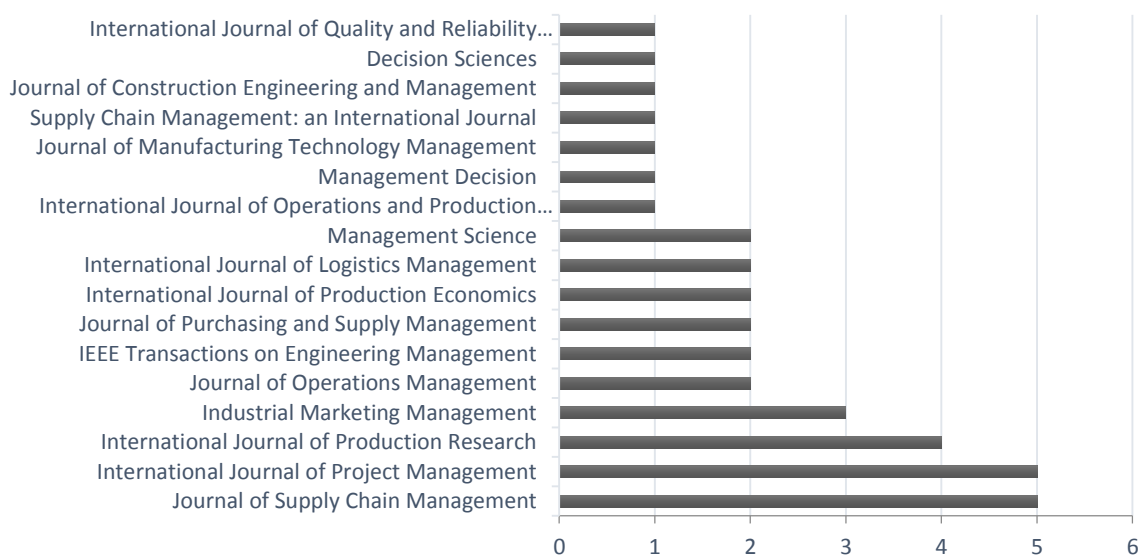 International Journal of Quality and Reliability...
Decision Sciences
Journal of Construction Engineering and Management
Supply Chain Management: an International Journal
Journal of Manufacturing Technology Management
Management Decision
International Journal of Operations and Production...
Management Science
International Journal of Logistics Management
International Journal of Production Economics
Journal of Purchasing and Supply Management
IEEE Transactions on Engineering Management
Journal of Operations Management
Industrial Marketing Management
International Journal of Production Research
International Journal of Project Management
Journal of Supply Chain Management
0 1 2 3 4 5 6